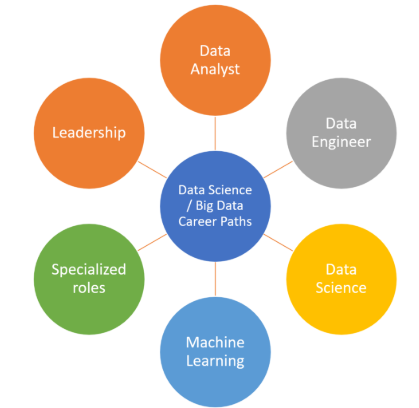 Data
Analyst
Data
Engineer
Leadership
Data Science
/ Big Data
Career Paths
Specialized
roles
Data
Science
Machine
Learning